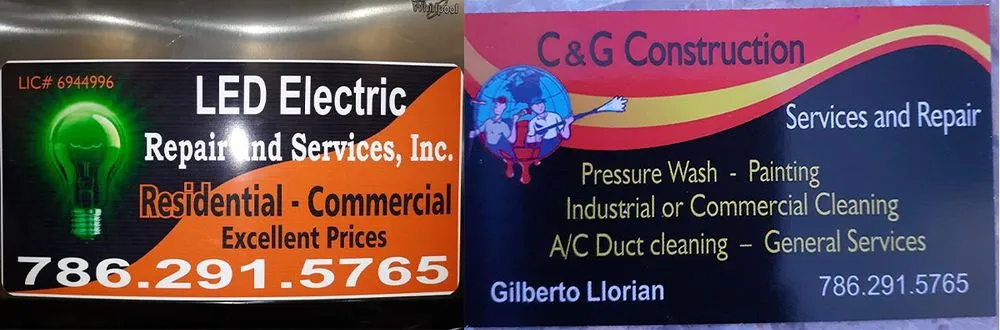 Whirlpool
LIC# 6944996
LED Electric
Repair and Services, Inc.
Residential - Commercial
Excellent Prices
786.291.5765
C & G Construction
Services and Repair
Pressure Wash - Painting
Industrial or Commercial Cleaning
A/C Duct cleaning – General Services
Gilberto Llorian
786.291.5765